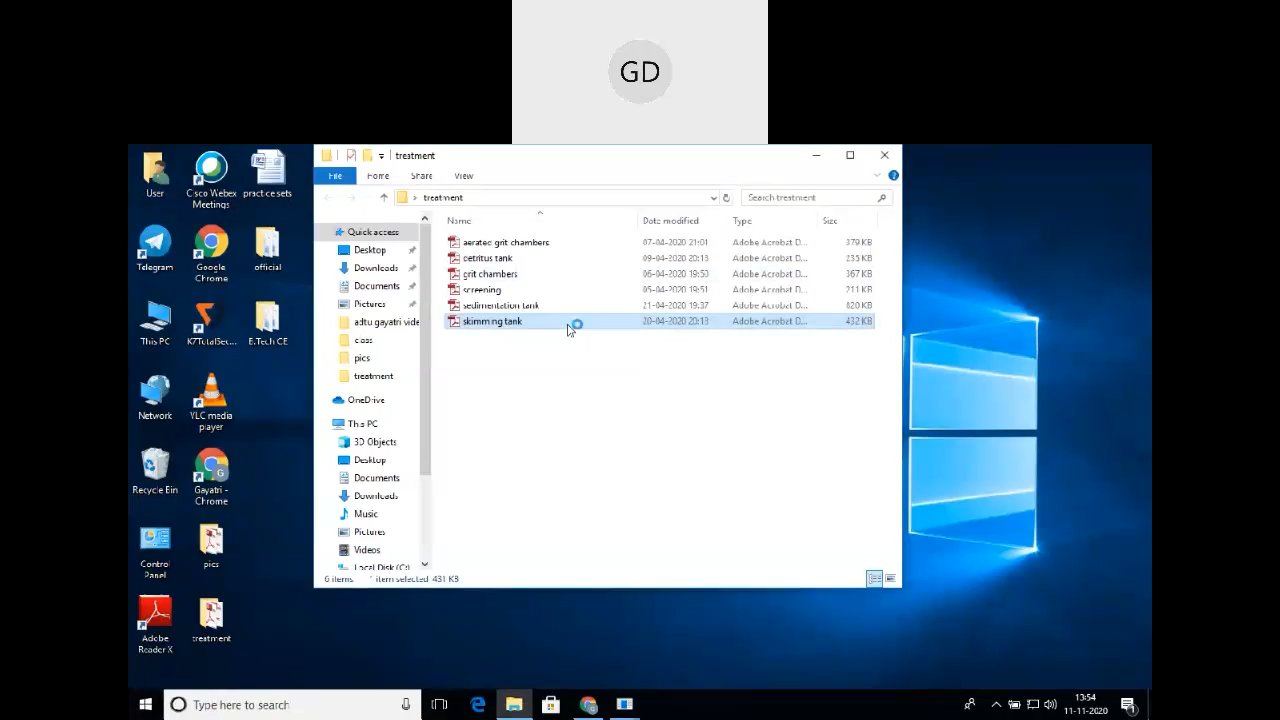 GD
treatment
File Home Share View
treatment
Search treatment
Name Date modified Type Size
aerated grit chambers 07-04-2020 21:01 Adobe Acrobat D... 379 KB
detritus tank 09-04-2020 20:13 Adobe Acrobat D... 235 KB
grit chambers 06-04-2020 19:50 Adobe Acrobat D... 367 KB
screening 05-04-2020 19:51 Adobe Acrobat D... 211 KB
sedimentation tank 21-04-2020 19:37 Adobe Acrobat D... 820 KB
skimming tank 20-04-2020 20:13 Adobe Acrobat D... 432 KB
Quick access
Desktop
Downloads
Documents
Pictures
adtu gayatri vide
class
pics
treatment
OneDrive
This PC
3D Objects
Desktop
Documents
Downloads
Music
Pictures
Videos
Local Disk (C:)
6 items 1 item selected 431 KB
User
Cisco Webex
Meetings
practice sets
Telegram
Google
Chrome
official
This PC
K7TotalSec...
B.Tech CE
Network
VLC media
player
Recycle Bin
Gayatri -
Chrome
Control
Panel
pics
Adobe
Reader X
treatment
Type here to search
13:54
11-11-2020